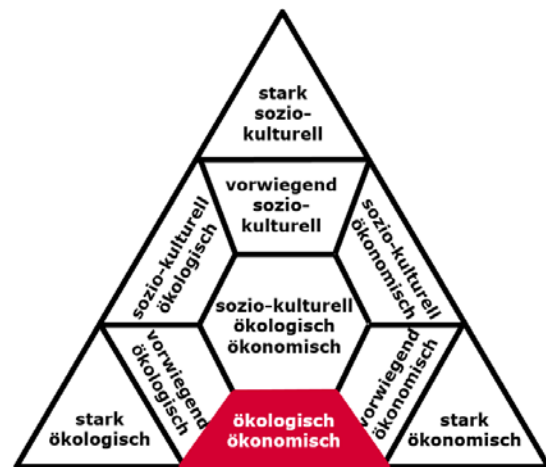 stark
sozio-
kulturell
vorwiegend
sozio-
kulturell
sozio-kulturell
ökologisch
sozio-kulturell
ökonomisch
sozio-kulturell
ökologisch
ökonomisch
stark
ökologisch
vorwiegend
ökologisch
ökologisch
ökonomisch
vorwiegend
ökonomisch
stark
ökonomisch